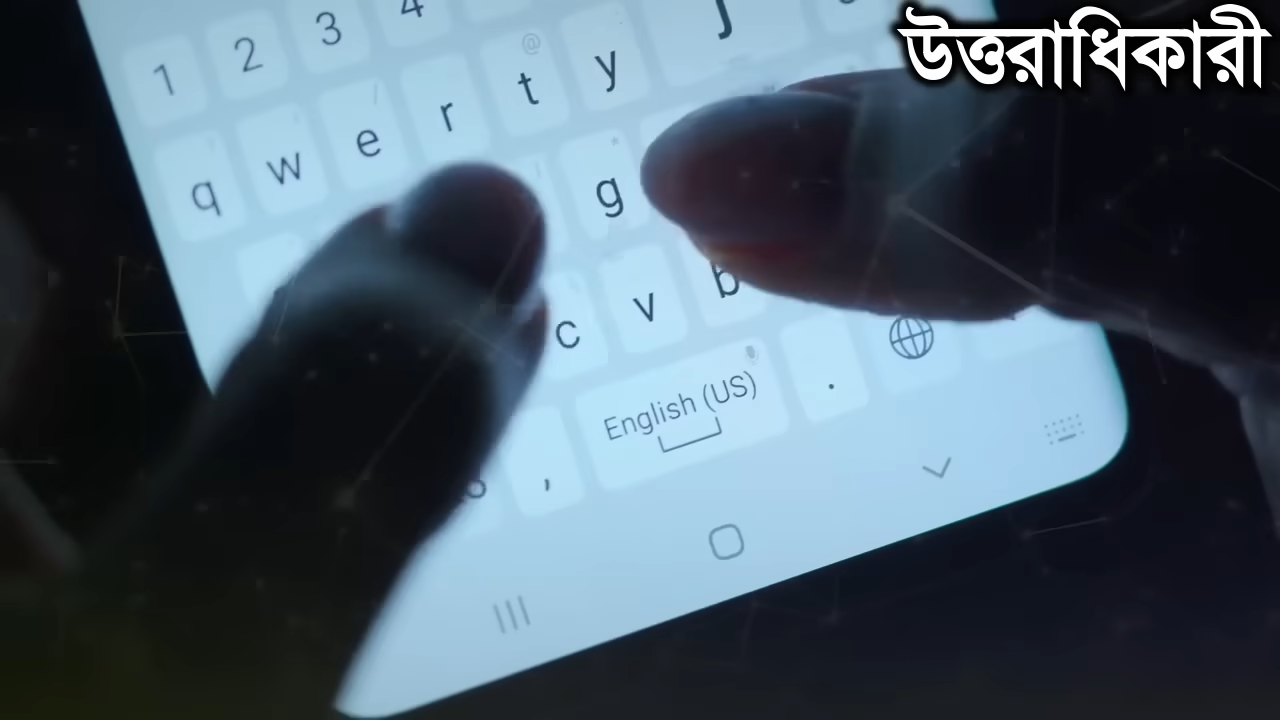 উত্তরাধিকারী
1 2 3 4
@
q w e r t y j
g
c v b
English (US) .
,